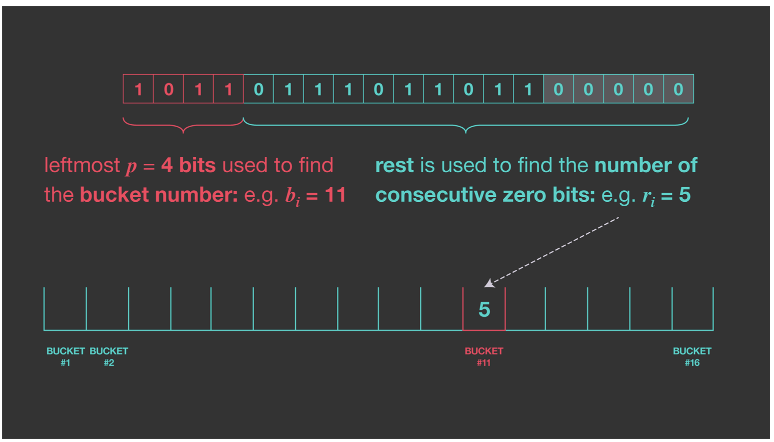 1 0 1 1 0 1 1 1 0 1 1 0 1 1 0 0 0 0 0
leftmost p = 4 bits used to find
the bucket number: e.g. bᵢ = 11
rest is used to find the number of
consecutive zero bits: e.g. rᵢ = 5
5
BUCKET
#1
BUCKET
#2
BUCKET
#11
BUCKET
#16